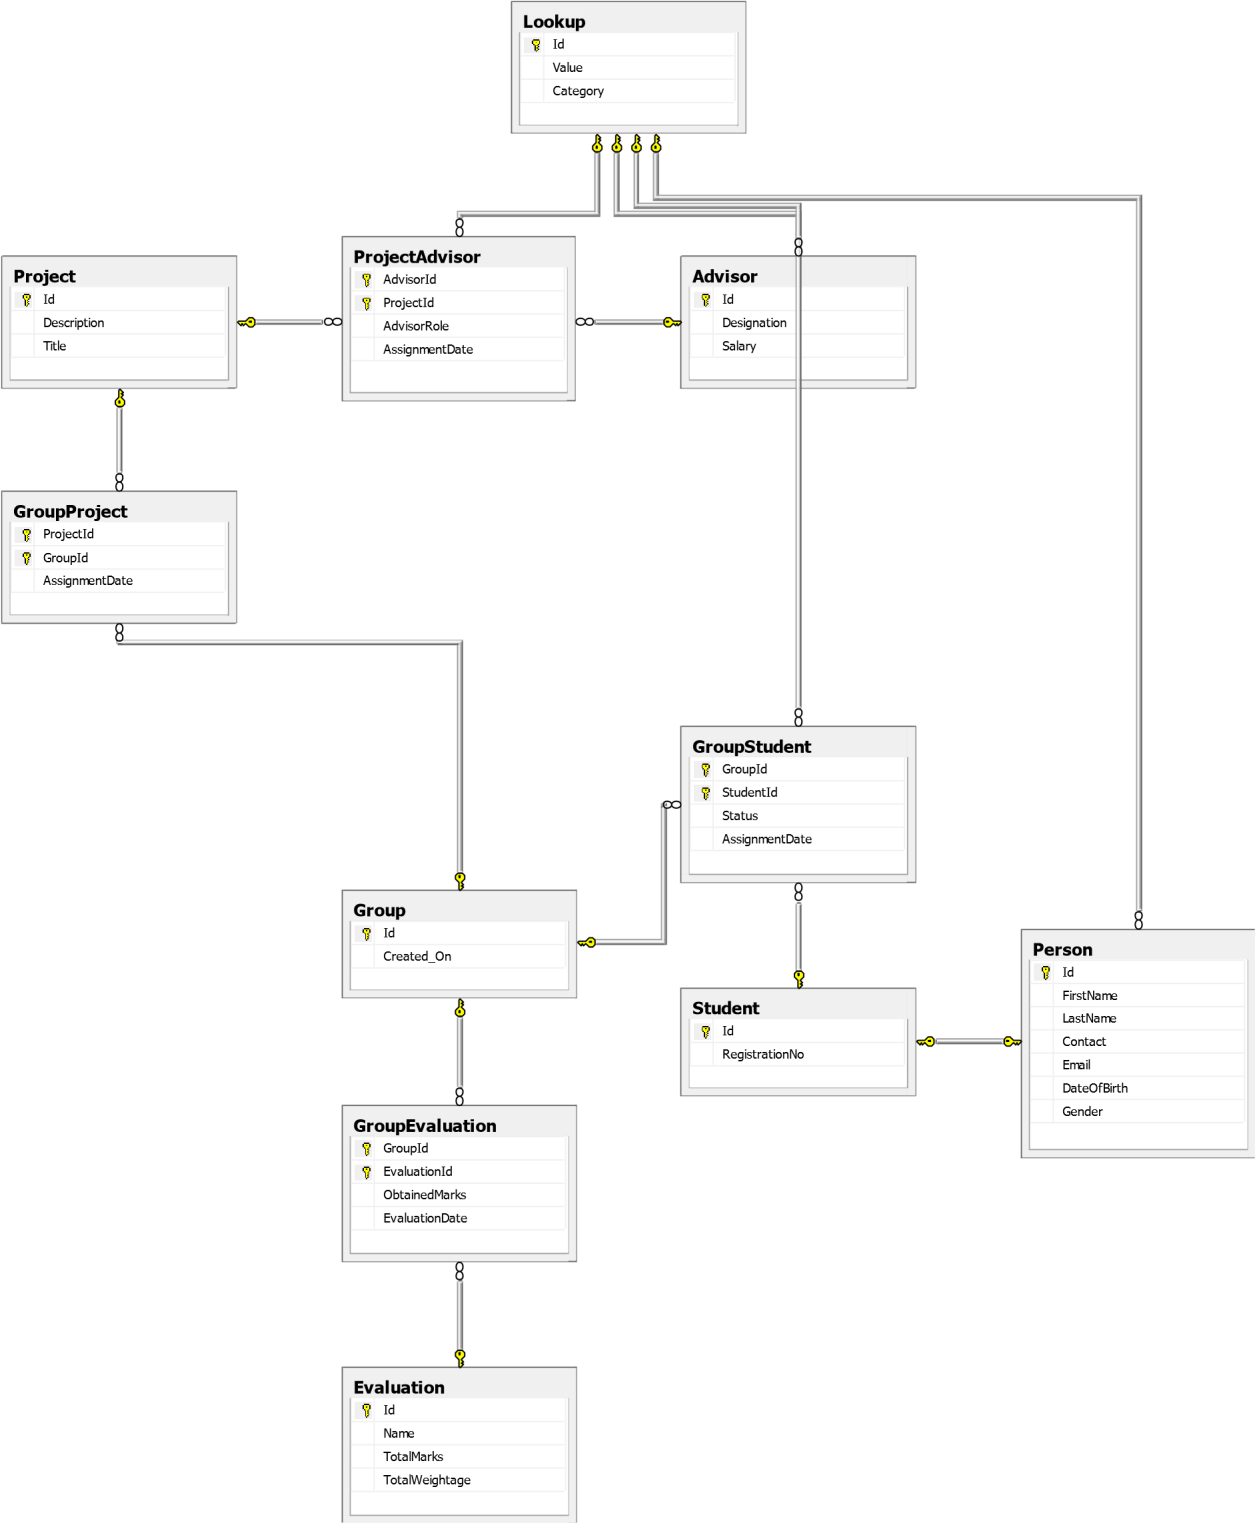 Lookup
Id
Value
Category
Project
Id
Description
Title
ProjectAdvisor
AdvisorId
ProjectId
AdvisorRole
AssignmentDate
Advisor
Id
Designation
Salary
GroupProject
ProjectId
GroupId
AssignmentDate
GroupStudent
GroupId
StudentId
Status
AssignmentDate
Group
Id
Created_On
Student
Id
RegistrationNo
Person
Id
FirstName
LastName
Contact
Email
DateOfBirth
Gender
GroupEvaluation
GroupId
EvaluationId
ObtainedMarks
EvaluationDate
Evaluation
Id
Name
TotalMarks
TotalWeightage